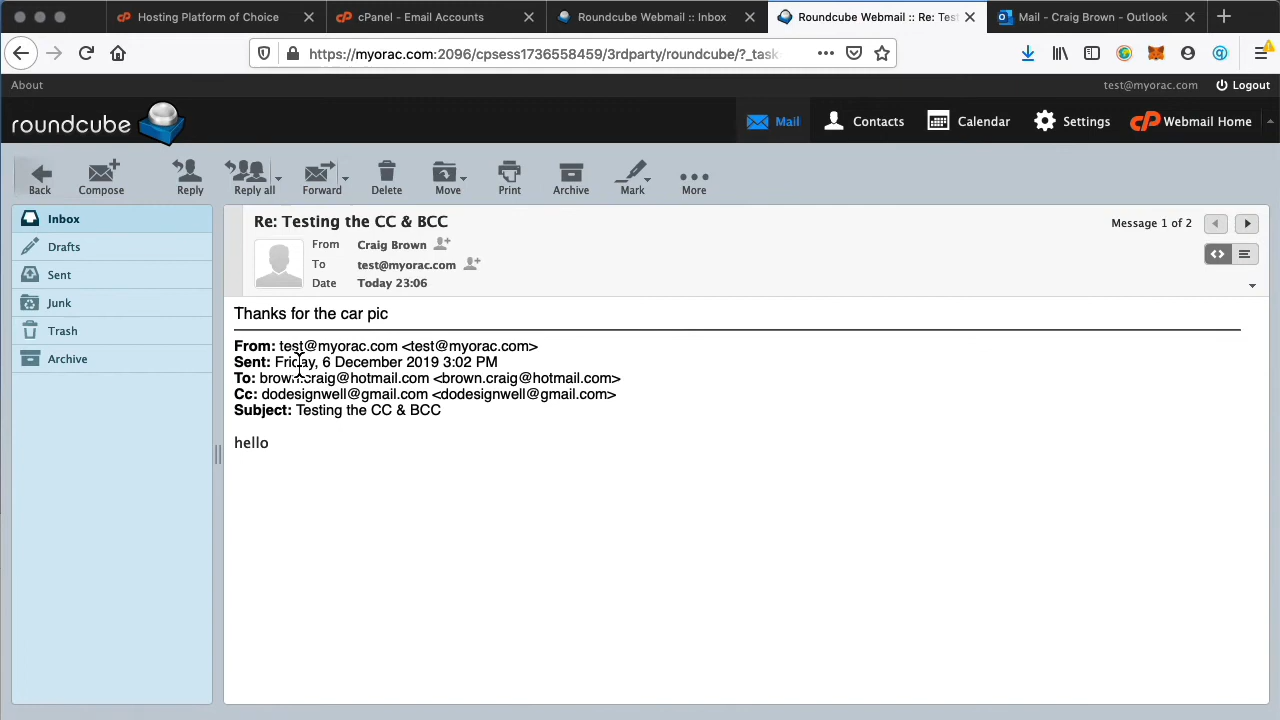 Hosting Platform of Choice
cPanel - Email Accounts
Roundcube Webmail :: Inbox
Roundcube Webmail :: Re: Test
Mail - Craig Brown - Outlook
https://myorac.com:2096/cpsess1736558459/3rdparty/roundcube/?_task
About
test@myorac.com
Logout
roundcube
Mail
Contacts
Calendar
Settings
cP Webmail Home
Back
Compose
Reply
Reply all
Forward
Delete
Move
Print
Archive
Mark
More
Inbox
Drafts
Sent
Junk
Trash
Archive
Re: Testing the CC & BCC
Message 1 of 2
From Craig Brown
To test@myorac.com
Date Today 23:06
Thanks for the car pic
From: test@myorac.com <test@myorac.com>
Sent: Friday, 6 December 2019 3:02 PM
To: brown.craig@hotmail.com <brown.craig@hotmail.com>
Cc: dodesignwell@gmail.com <dodesignwell@gmail.com>
Subject: Testing the CC & BCC
hello